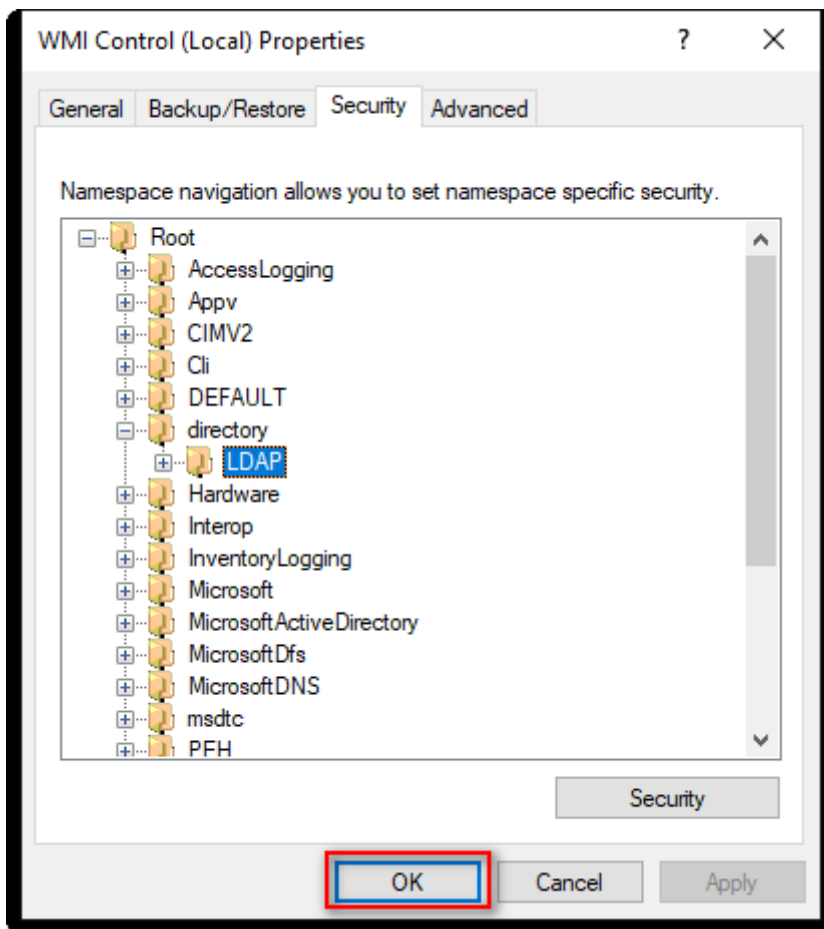 WMI Control (Local) Properties ?
General Backup/Restore Security Advanced
Namespace navigation allows you to set namespace specific security.
Root
AccessLogging
Appv
CIMV2
Cli
DEFAULT
directory
LDAP
Hardware
Interop
InventoryLogging
Microsoft
MicrosoftActiveDirectory
MicrosoftDfs
MicrosoftDNS
msdtc
PEH
Security
OK Cancel Apply